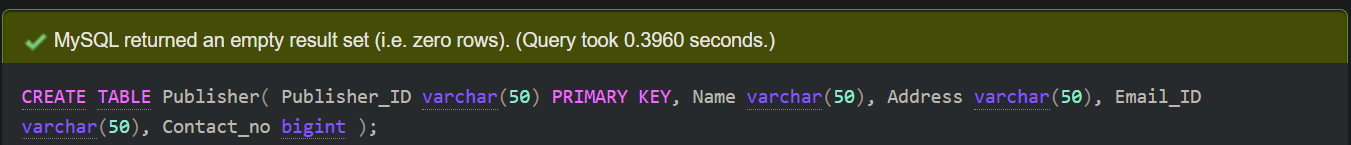 MySQL returned an empty result set (i.e. zero rows). (Query took 0.3960 seconds.)
CREATE TABLE Publisher( Publisher_ID varchar(50) PRIMARY KEY, Name varchar(50), Address varchar(50), Email_ID
varchar(50), Contact_no bigint );